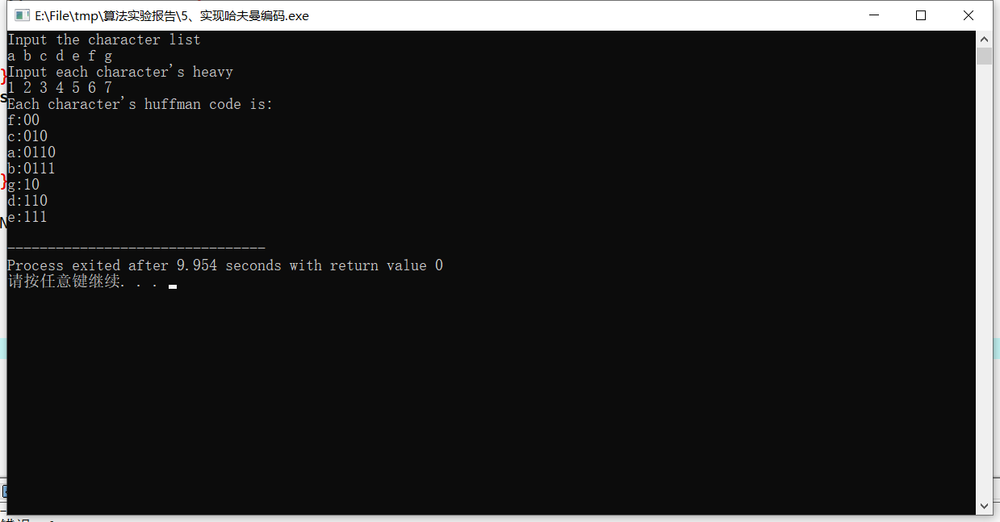 E:\File\tmp\算法实验报告\5、实现哈夫曼编码.exe
Input the character list
a b c d e f g
Input each character's heavy
1 2 3 4 5 6 7
Each character's huffman code is:
f:00
c:010
a:0110
b:0111
g:10
d:110
e:111
--------------------------------
Process exited after 9.954 seconds with return value 0
请按任意键继续. . .